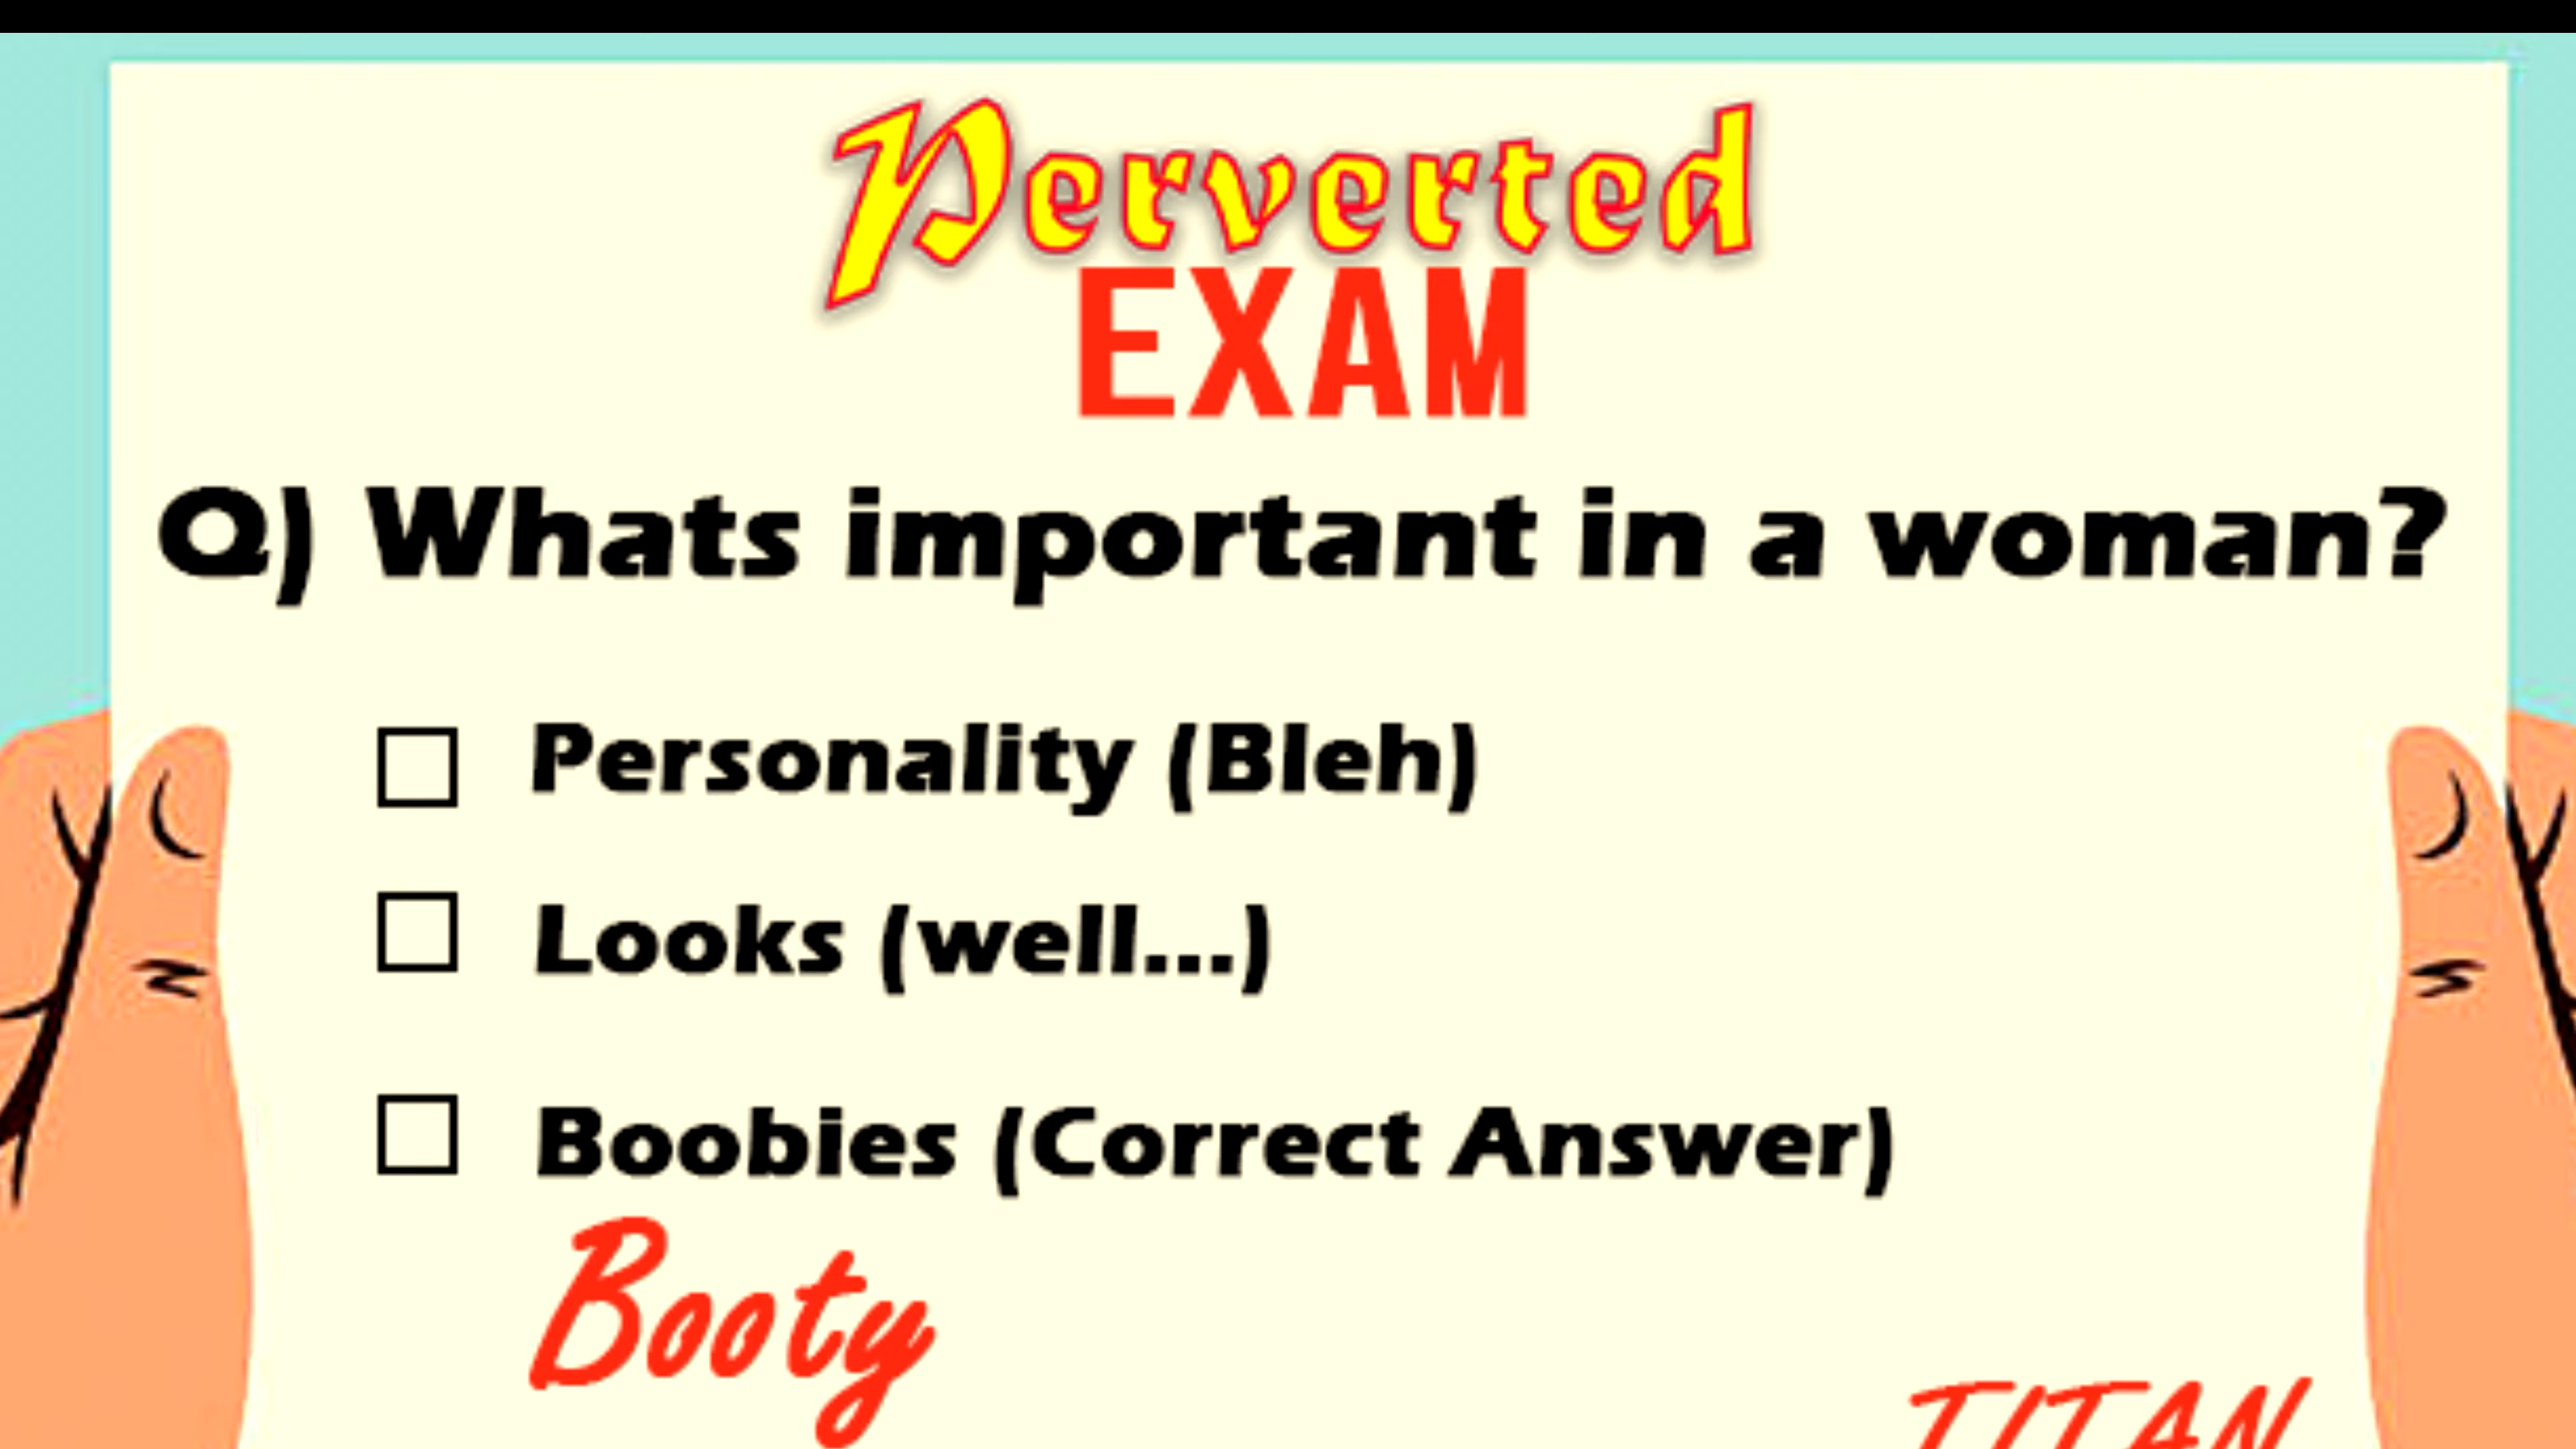 Perverted
EXAM
Q) Whats important in a woman?
Personality (Bleh)
Looks (well...)
Boobies (Correct Answer)
Booty
TITAN